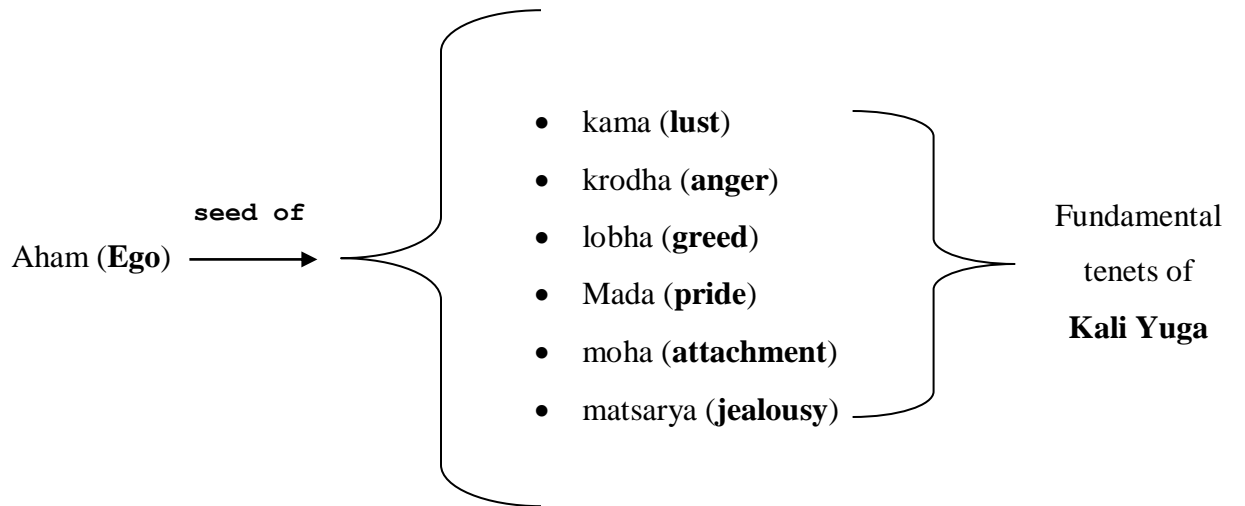 seed of
Aham (Ego)
• kama (lust)
• krodha (anger)
• lobha (greed)
• Mada (pride)
• moha (attachment)
• matsarya (jealousy)
Fundamental
tenets of
Kali Yuga